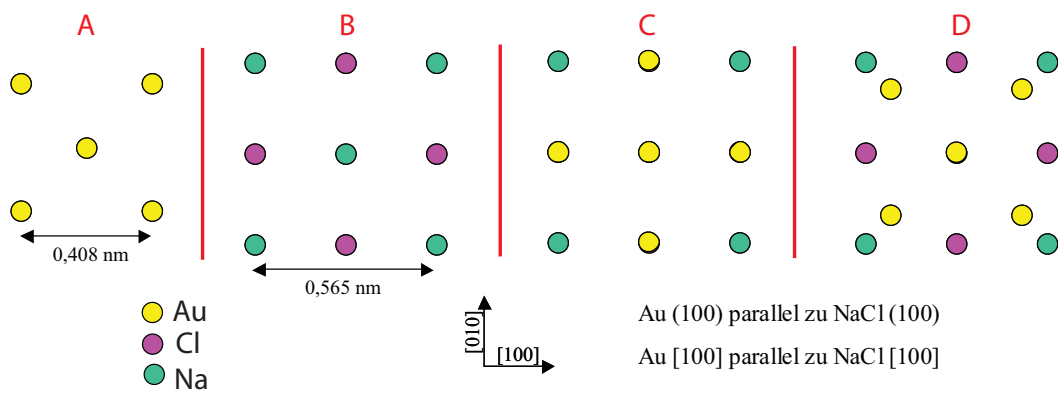 A
B
C
D
0,408 nm
0,565 nm
Au
Cl
Na
[010]
[100]
Au (100) parallel zu NaCl (100)
Au [100] parallel zu NaCl [100]